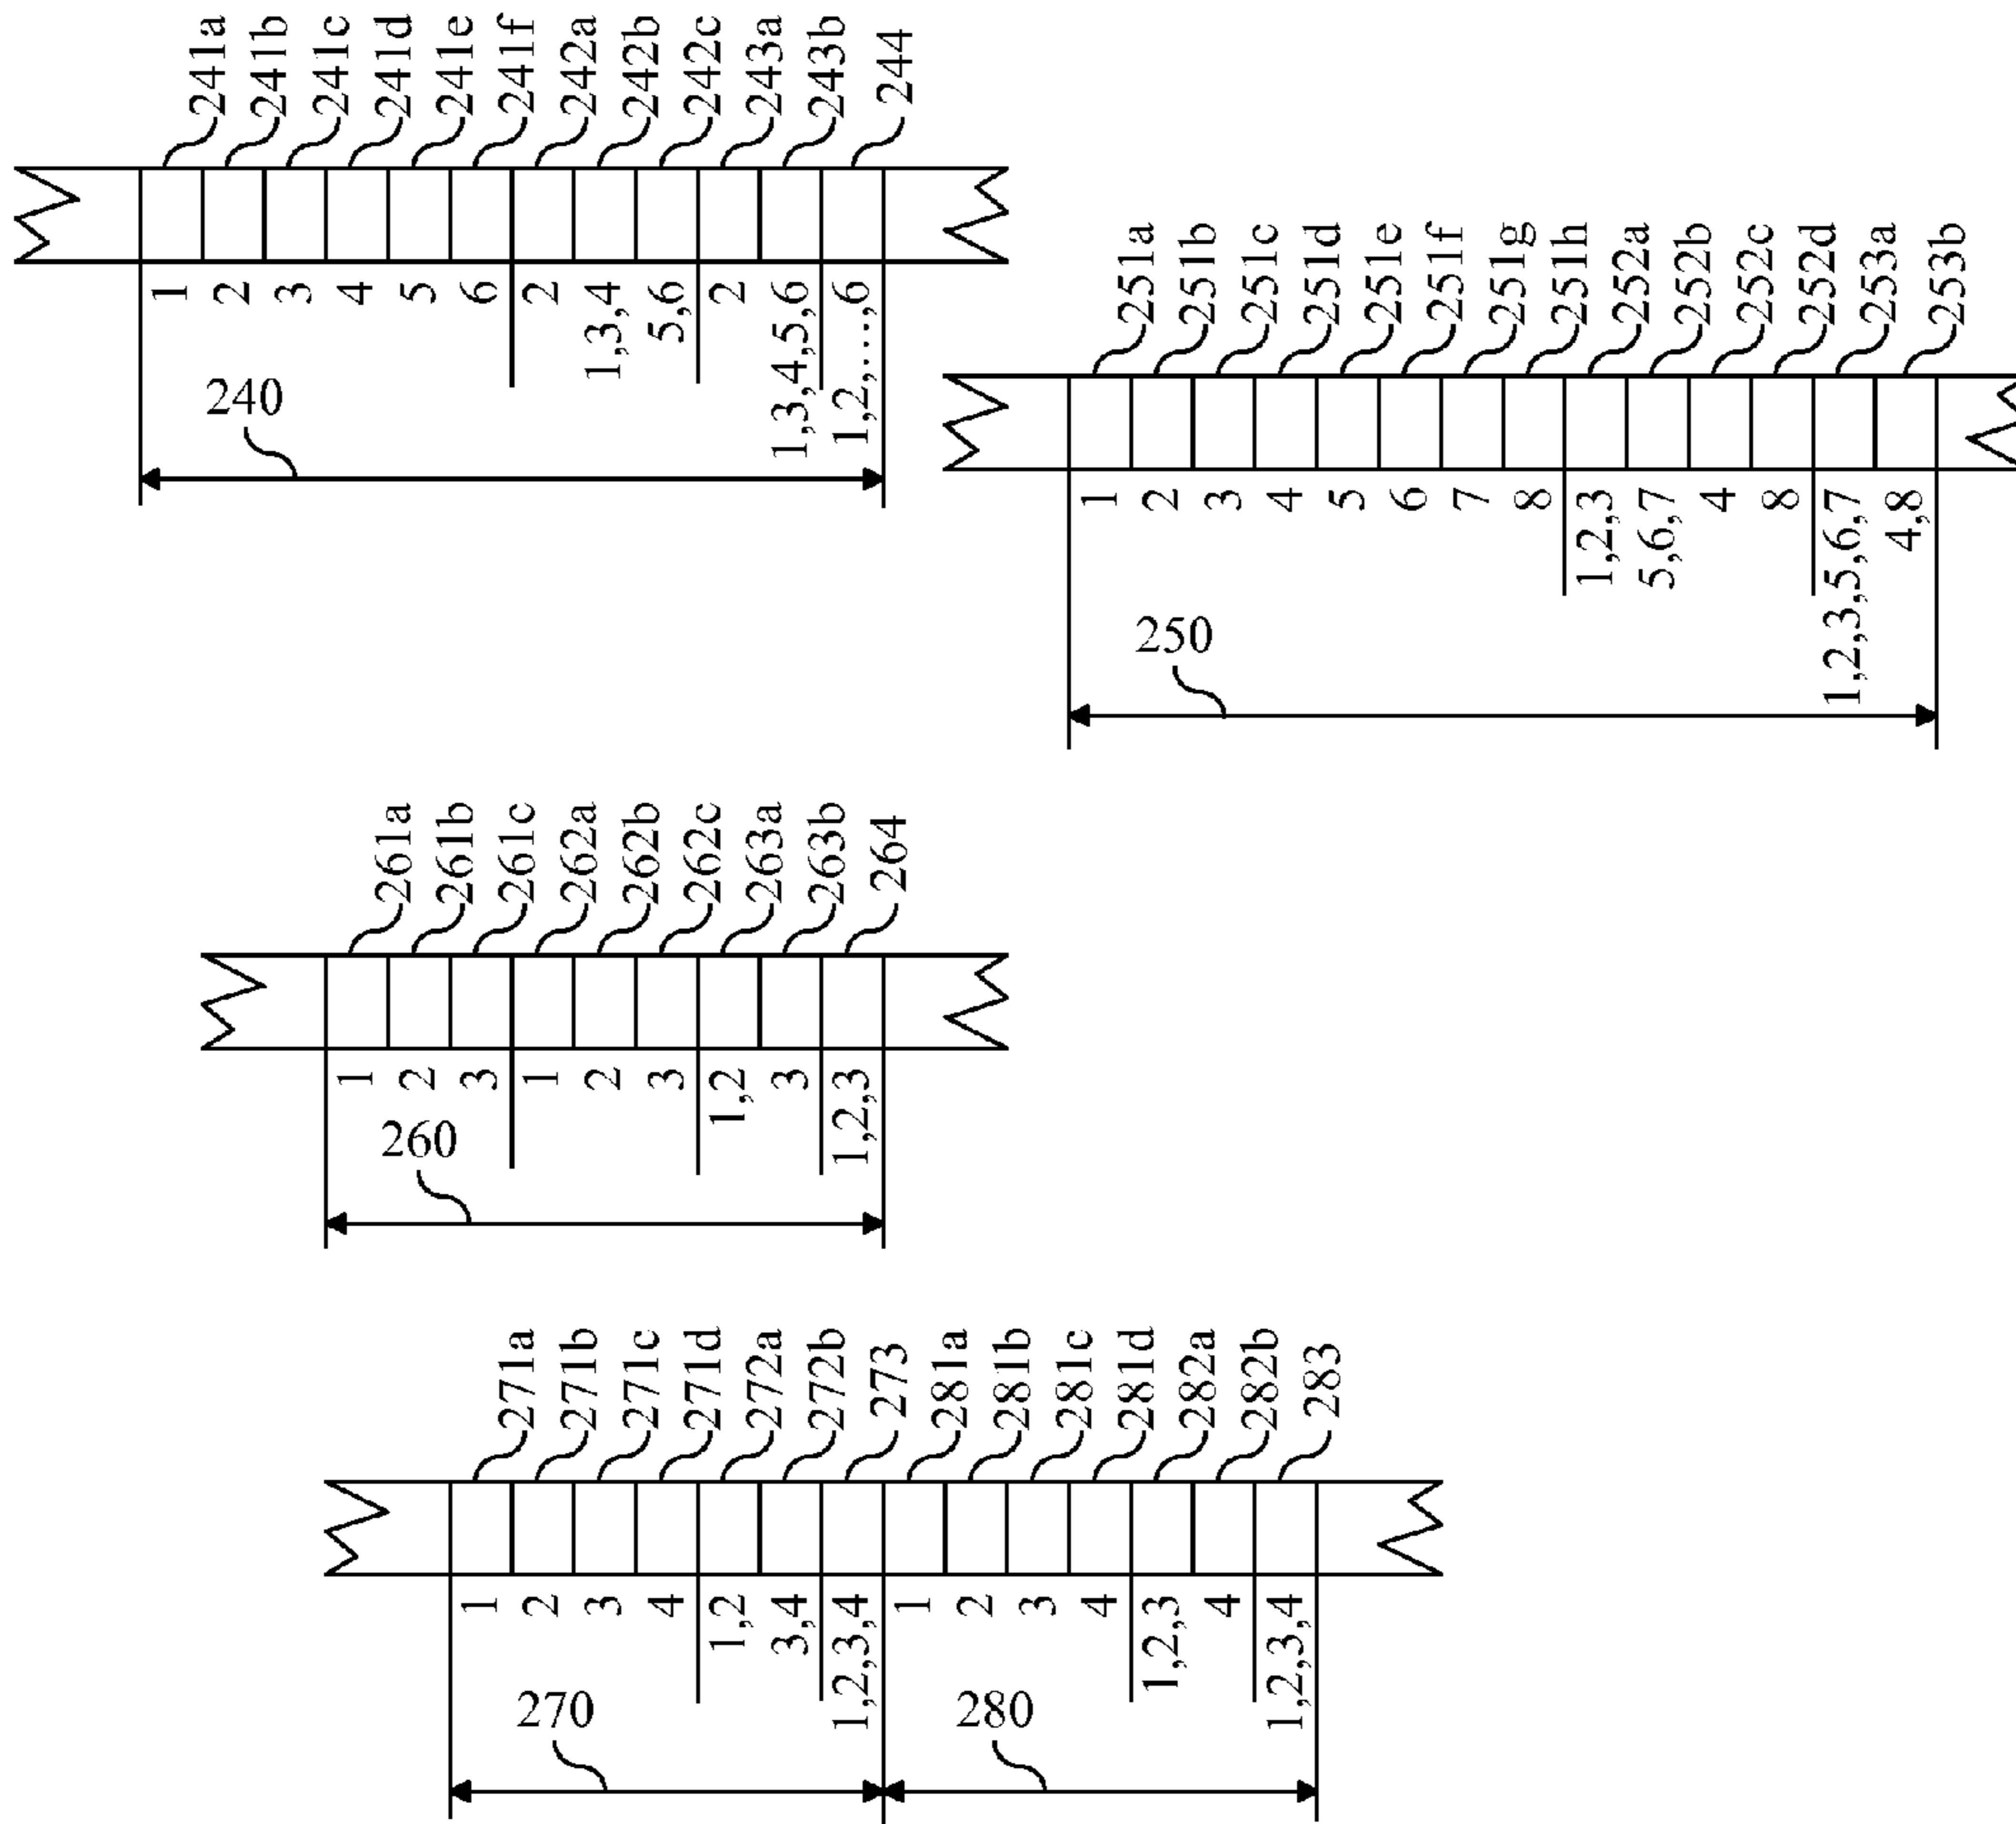 241a
241b
241c
241d
241e
241f
242a
242b
242c
243a
243b
244
1
2
3
4
5
6
2
1,3,4
5,6
2
1,3,4,5,6
1,2,...,6
240
251a
251b
251c
251d
251e
251f
251g
251h
252a
252b
252c
252d
253a
253b
1
2
3
4
5
6
7
8
1,2,3
5,6,7
4
8
1,2,3,5,6,7
4,8
250
261a
261b
261c
262a
262b
262c
263a
263b
264
1
2
3
1
2
3
1,2
3
1,2,3
260
271a
271b
271c
271d
272a
272b
273
281a
281b
281c
281d
282a
282b
283
1
2
3
4
1,2
3,4
1,2,3,4
1
2
3
4
1,2,3
4
1,2,3,4
270
280